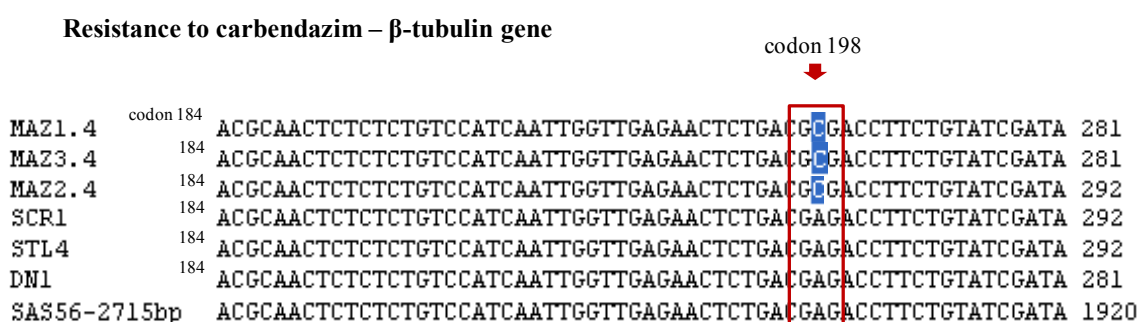 Resistance to carbendazim – β-tubulin gene
codon 198
MAZ1.4 codon 184 ACGCAACTCTCTCTGTCCATCAATTGGTTGAGAACTCTGACGCGACCTTCTGTATCGATA 281
MAZ3.4 184 ACGCAACTCTCTCTGTCCATCAATTGGTTGAGAACTCTGACGCGACCTTCTGTATCGATA 281
MAZ2.4 184 ACGCAACTCTCTCTGTCCATCAATTGGTTGAGAACTCTGACGCGACCTTCTGTATCGATA 292
SCR1 184 ACGCAACTCTCTCTGTCCATCAATTGGTTGAGAACTCTGACGAGACCTTCTGTATCGATA 292
STL4 184 ACGCAACTCTCTCTGTCCATCAATTGGTTGAGAACTCTGACGAGACCTTCTGTATCGATA 292
DN1 184 ACGCAACTCTCTCTGTCCATCAATTGGTTGAGAACTCTGACGAGACCTTCTGTATCGATA 281
SAS56-2715bp ACGCAACTCTCTCTGTCCATCAATTGGTTGAGAACTCTGACGAGACCTTCTGTATCGATA 1920